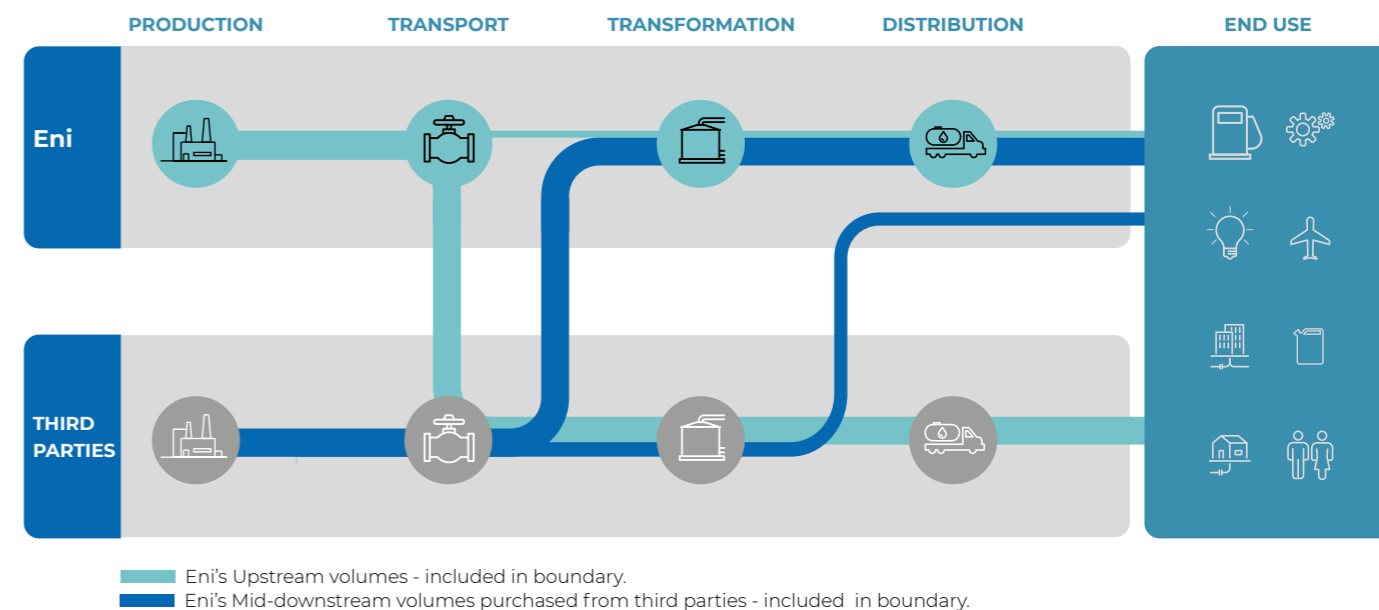 PRODUCTION TRANSPORT TRANSFORMATION DISTRIBUTION END USE
Eni
THIRD
PARTIES
Eni's Upstream volumes - included in boundary.
Eni's Mid-downstream volumes purchased from third parties - included in boundary.